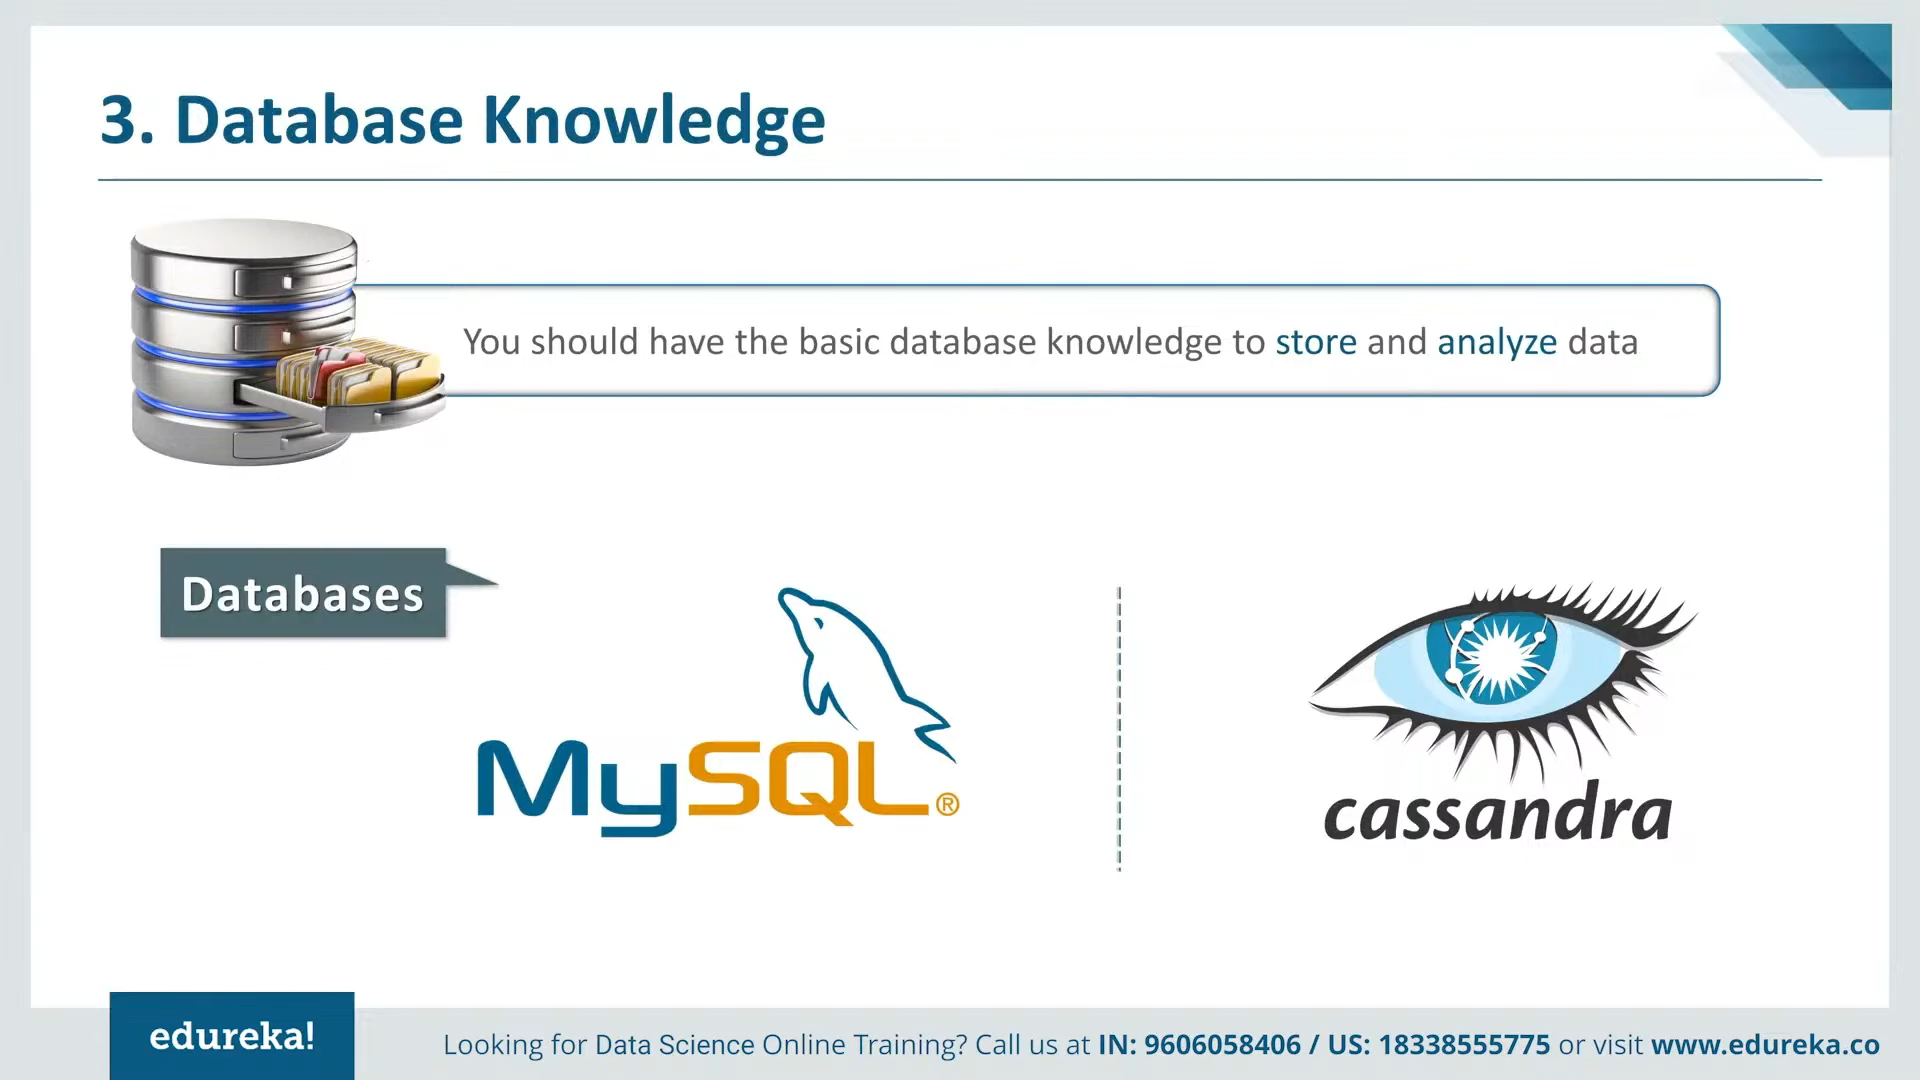 3. Database Knowledge
You should have the basic database knowledge to store and analyze data
Databases
MySQL®
cassandra
edureka!
Looking for Data Science Online Training? Call us at IN: 9606058406 / US: 18338555775 or visit www.edureka.co